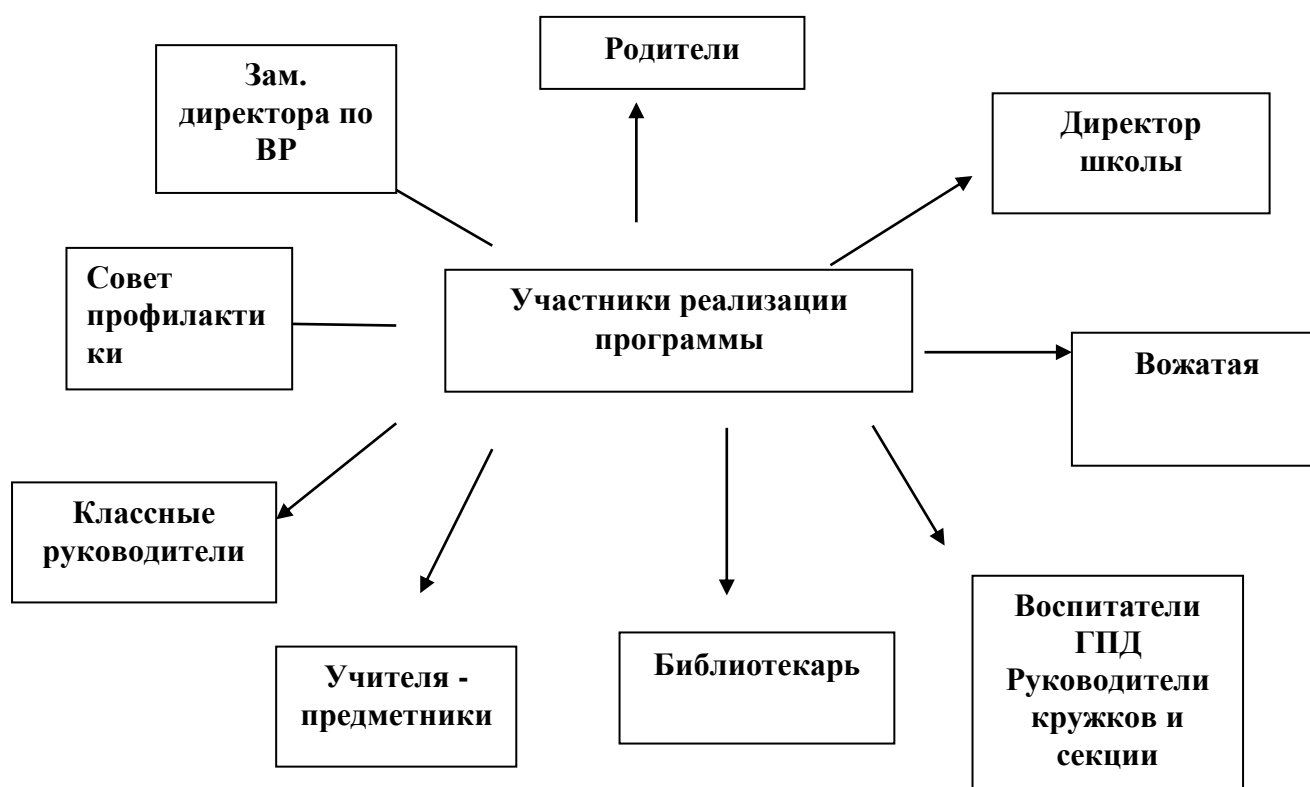 Родители
Зам.
директора по
ВР
Директор
школы
Совет
профилакти
ки
Участники реализации
программы
Вожатая
Классные
руководители
Учителя -
предметники
Библиотекарь
Воспитатели
ГПД
Руководители
кружков и
секции